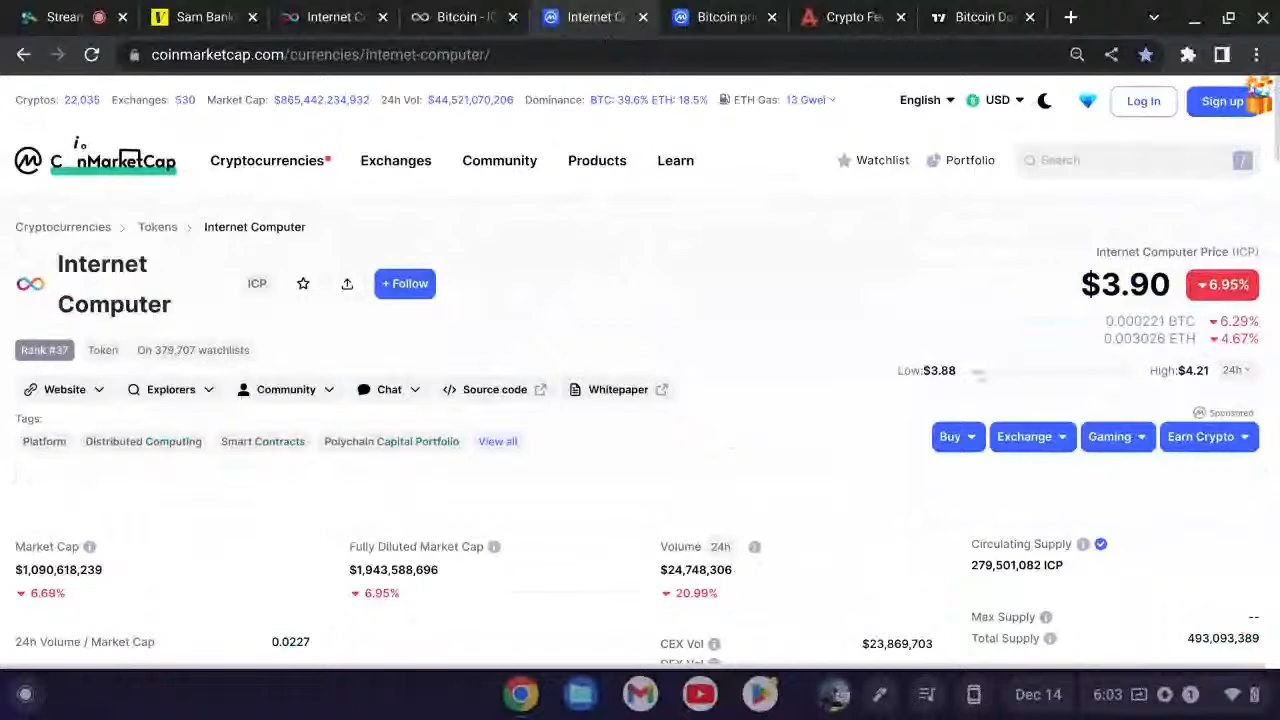 Stream
Sam Bank
Internet C
Bitcoin - IC
Internet C
Bitcoin pr
Crypto Fe
Bitcoin Do
coinmarketcap.com/currencies/internet-computer/
Cryptos: 22,035 Exchanges: 530 Market Cap: $865,442,234,932 24h Vol: $44,521,070,206 Dominance: BTC: 39.6% ETH: 18.5% ETH Gas: 13 Gwei
English USD Log In Sign up
CoinMarketCap Cryptocurrencies Exchanges Community Products Learn Watchlist Portfolio Search /
Cryptocurrencies Tokens Internet Computer
Internet
Computer
ICP
+ Follow
Internet Computer Price (ICP)
$3.90 6.95%
0.000221 BTC 6.29%
0.003026 ETH 4.67%
Rank #37 Token On 379,707 watchlists
Low:$3.88 High:$4.21 24h
Website Explorers Community Chat Source code Whitepaper
Tags:
Sponsored
Platform Distributed Computing Smart Contracts Polychain Capital Portfolio View all
Buy Exchange Gaming Earn Crypto
Market Cap
$1,090,618,239
6.69%
Fully Diluted Market Cap
$1,943,588,696
6.95%
Volume 24h
$24,748,306
20.99%
Circulating Supply
279,501,082 ICP
Max Supply --
Total Supply 493,093,389
24h Volume / Market Cap 0.0227
CEX Vol $23,869,703
DEX Vol
Dec 14 6:03